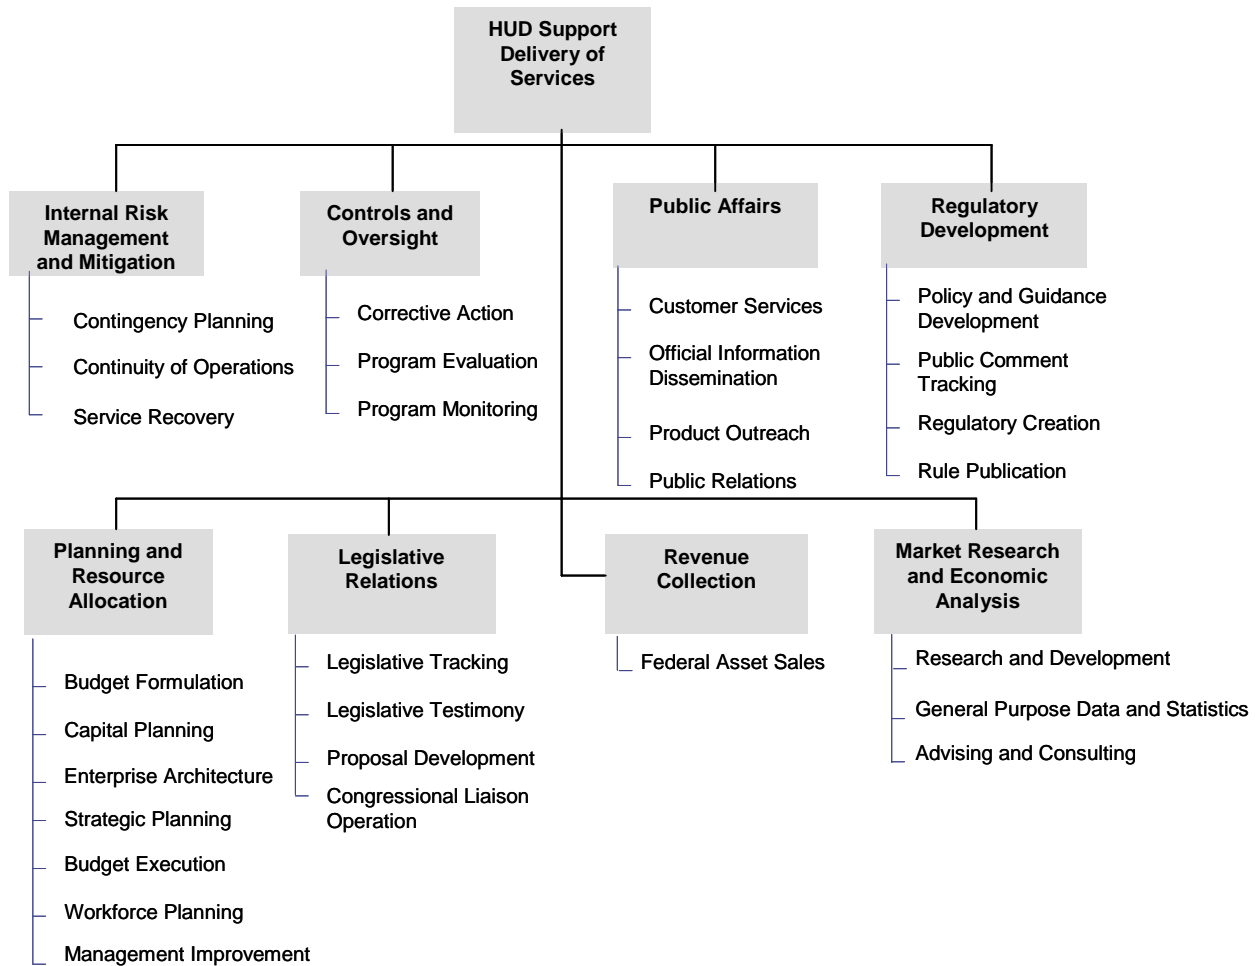 HUD Support
Delivery of
Services
Internal Risk
Management
and Mitigation
Contingency Planning
Continuity of Operations
Service Recovery
Controls and
Oversight
Corrective Action
Program Evaluation
Program Monitoring
Public Affairs
Customer Services
Official Information
Dissemination
Product Outreach
Public Relations
Regulatory
Development
Policy and Guidance
Development
Public Comment
Tracking
Regulatory Creation
Rule Publication
Planning and
Resource
Allocation
Budget Formulation
Capital Planning
Enterprise Architecture
Strategic Planning
Budget Execution
Workforce Planning
Management Improvement
Legislative
Relations
Legislative Tracking
Legislative Testimony
Proposal Development
Congressional Liaison
Operation
Revenue
Collection
Federal Asset Sales
Market Research
and Economic
Analysis
Research and Development
General Purpose Data and Statistics
Advising and Consulting